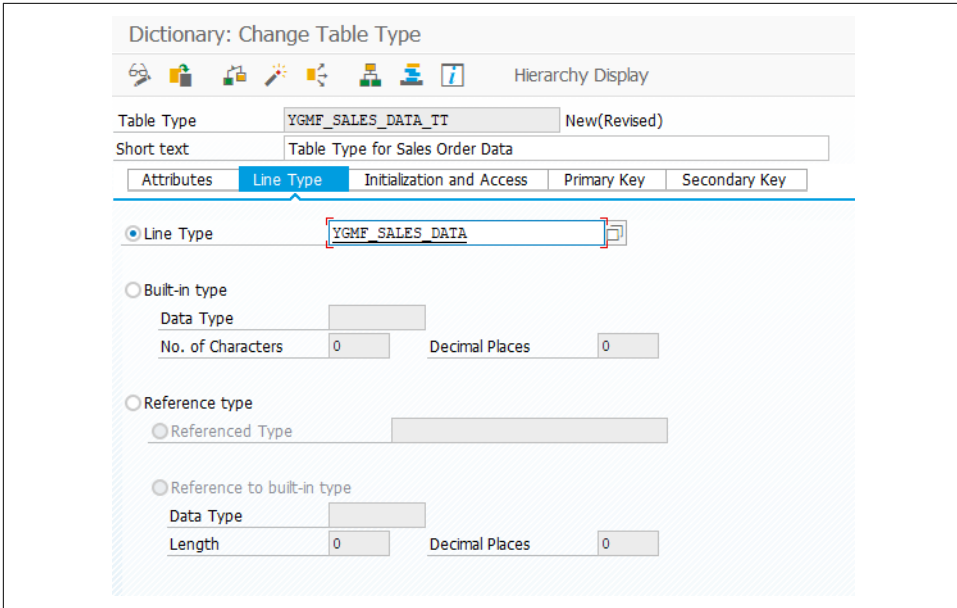 Dictionary: Change Table Type
Hierarchy Display
Table Type YGMF_SALES_DATA_TT New(Revised)
Short text Table Type for Sales Order Data
Attributes Line Type Initialization and Access Primary Key Secondary Key
Line Type YGMF_SALES_DATA
Built-in type
Data Type
No. of Characters 0 Decimal Places 0
Reference type
Referenced Type
Reference to built-in type
Data Type
Length 0 Decimal Places 0